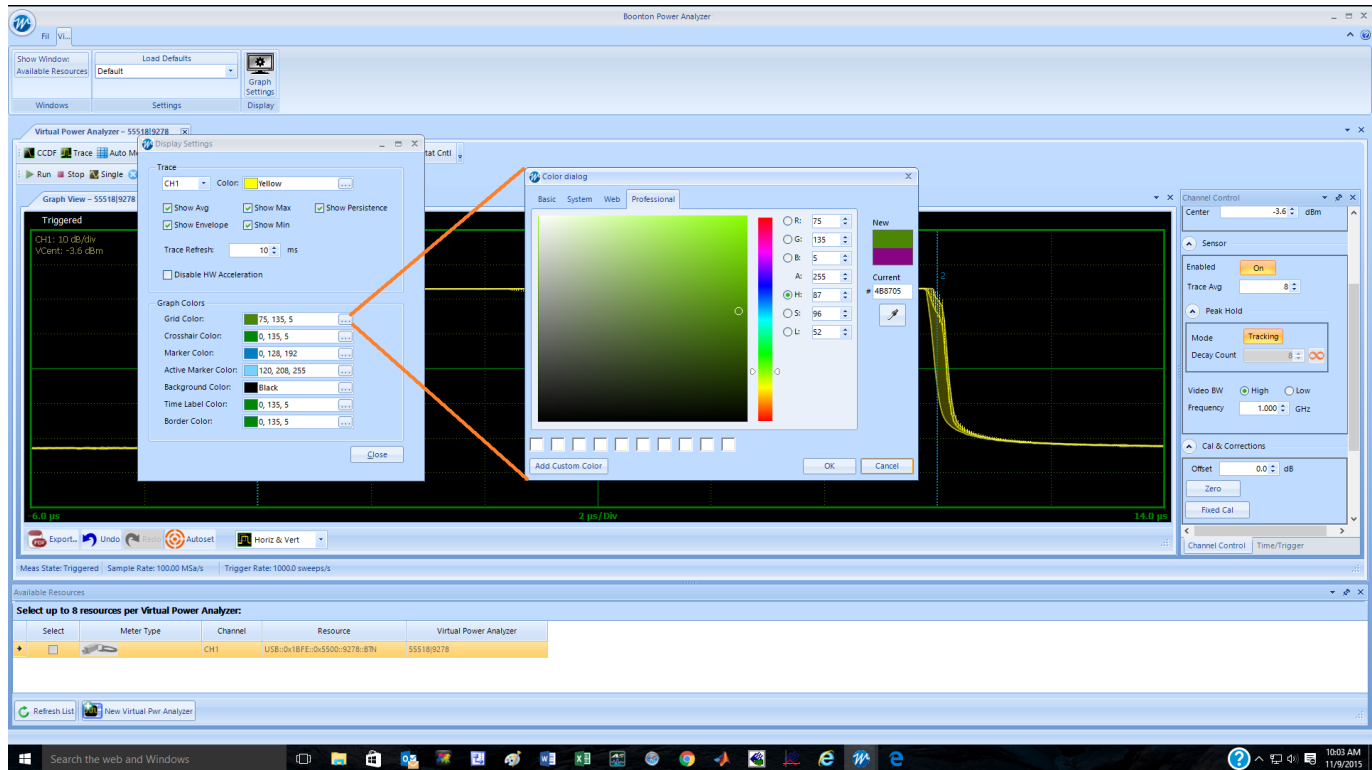 Boonton Power Analyzer
Fil Vi...
Show Window:
Available Resources
Load Defaults
Default
Graph
Settings
Windows Settings Display
Virtual Power Analyzer – 55518|9278
CCDF Trace Auto M
tat Cntl
Run Stop Single
Graph View – 55518|9278
Triggered
CH1: 10 dB/div
VCent: -3.6 dBm
2
-6.0 µs 2 µs/Div 14.0 µs
Display Settings
Trace
CH1 Color: Yellow ...
Show Avg Show Max Show Persistence
Show Envelope Show Min
Trace Refresh: 10 ms
Disable HW Acceleration
Graph Colors
Grid Color: 75, 135, 5 ...
Crosshair Color: 0, 135, 5 ...
Marker Color: 0, 128, 192 ...
Active Marker Color: 120, 208, 255 ...
Background Color: Black ...
Time Label Color: 0, 135, 5 ...
Border Color: 0, 135, 5 ...
Close
Color dialog
Basic System Web Professional
R: 75
G: 135
B: 5
A: 255
H: 87
S: 96
L: 52
New
Current
# 4B8705
Add Custom Color OK Cancel
Channel Control
Center -3.6 dBm
Sensor
Enabled On
Trace Avg 8
Peak Hold
Mode Tracking
Decay Count 8
Video BW High Low
Frequency 1.000 GHz
Cal & Corrections
Offset 0.0 dB
Zero
Fixed Cal
Channel Control Time/Trigger
Export... Undo Redo Autoset Horiz & Vert
Meas State: Triggered Sample Rate: 100.00 MSa/s Trigger Rate: 1000.0 sweeps/s
Available Resources
Select up to 8 resources per Virtual Power Analyzer:
Select Meter Type Channel Resource Virtual Power Analyzer
CH1 USB::0x1BFE::0x5500::9278::BTN 55518|9278
Refresh List New Virtual Pwr Analyzer
Search the web and Windows
10:03 AM
11/9/2015